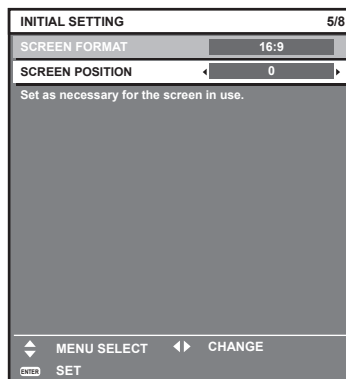 INITIAL SETTING 5/8
SCREEN FORMAT 16:9
SCREEN POSITION 0
Set as necessary for the screen in use.
MENU SELECT CHANGE
ENTER SET